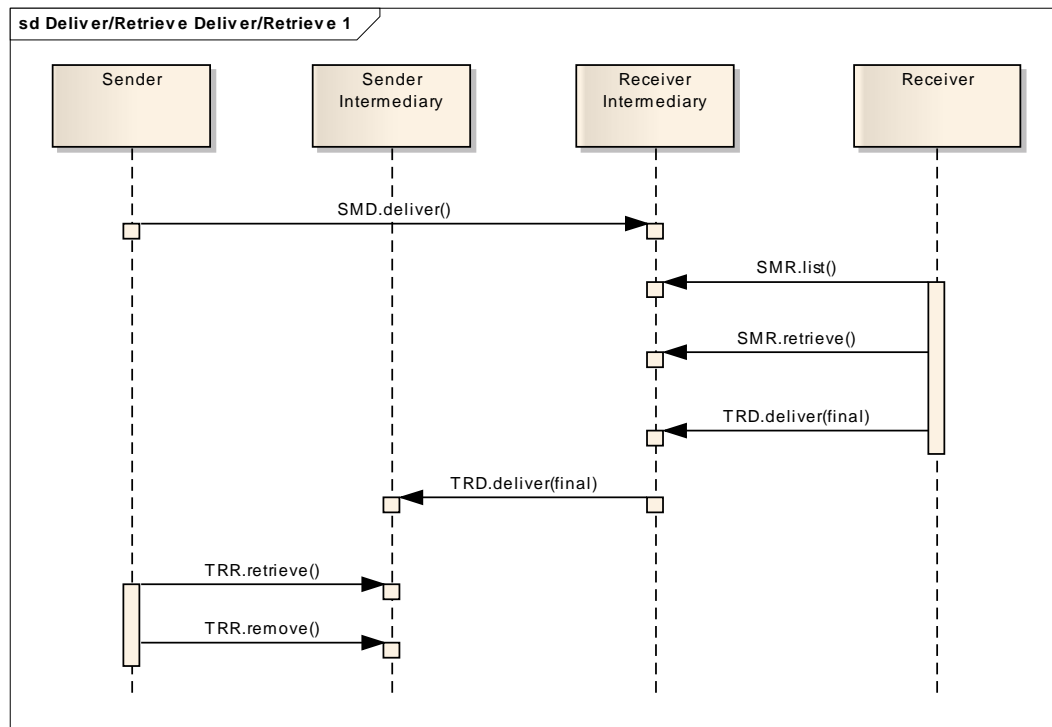 sd Deliver/Retrieve Deliver/Retrieve 1
Sender
Sender
Intermediary
Receiver
Intermediary
Receiver
SMD.deliver()
SMR.list()
SMR.retrieve()
TRD.deliver(final)
TRD.deliver(final)
TRR.retrieve()
TRR.remove()